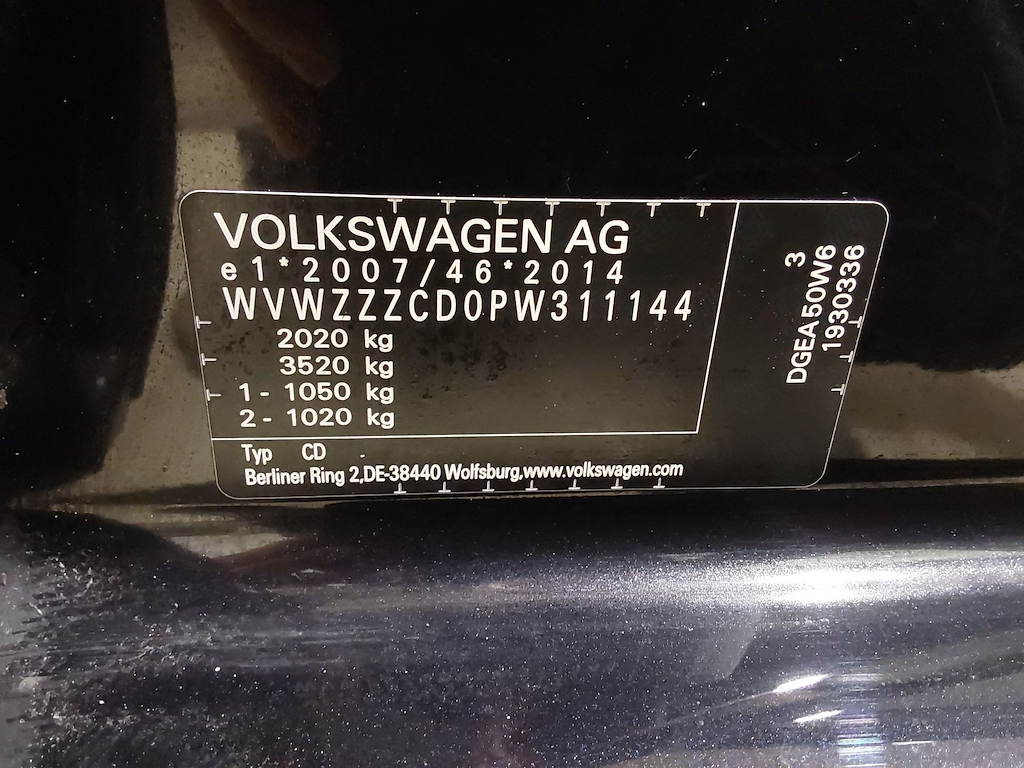 VOLKSWAGEN AG
e1*2007/46*2014
WVWZZZCD0PW311144
2020 kg
3520 kg
1- 1050 kg
2- 1020 kg
Typ CD -
Berliner Ring 2,DE-38440 Wolfsburg,www.volkswagen.com
3
DGEA50W6
1930336